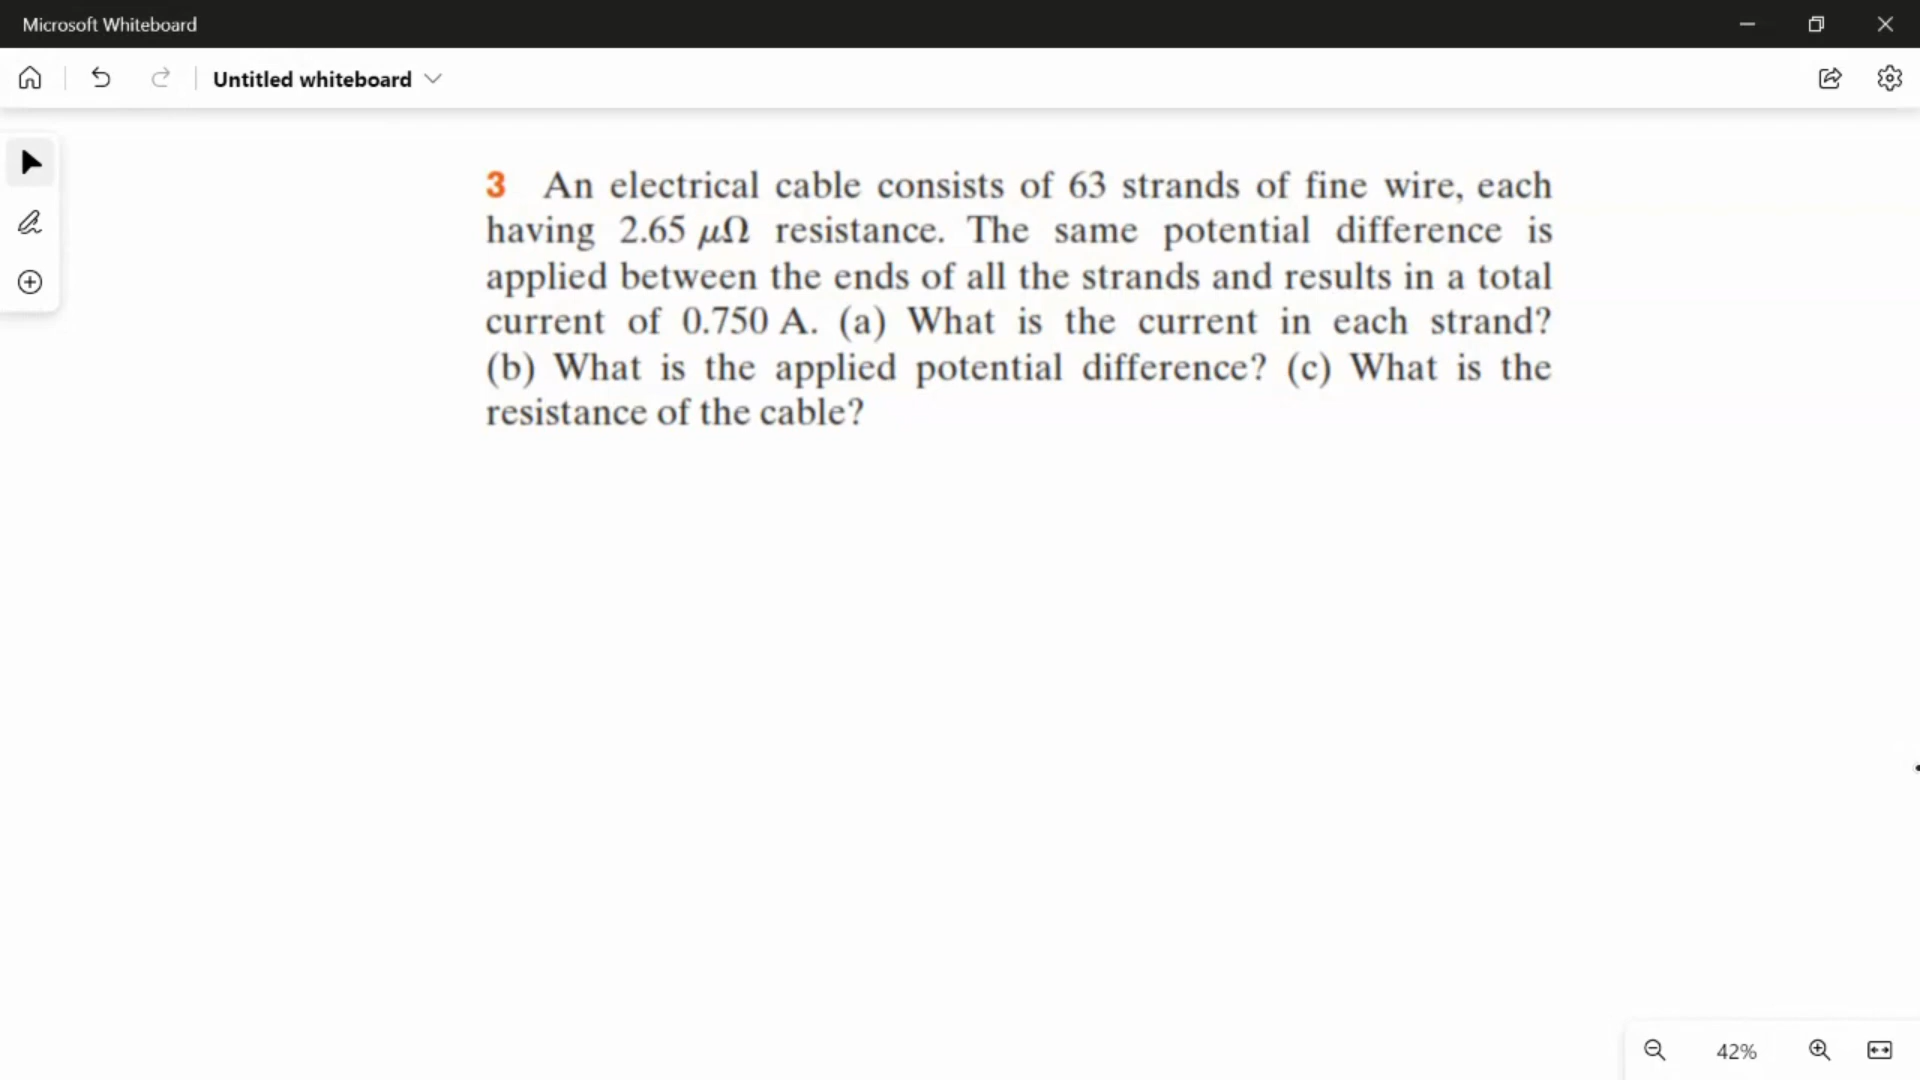 Microsoft Whiteboard
Untitled whiteboard
3 An electrical cable consists of 63 strands of fine wire, each
having 2.65 μΩ resistance. The same potential difference is
applied between the ends of all the strands and results in a total
current of 0.750 A. (a) What is the current in each strand?
(b) What is the applied potential difference? (c) What is the
resistance of the cable?
42%